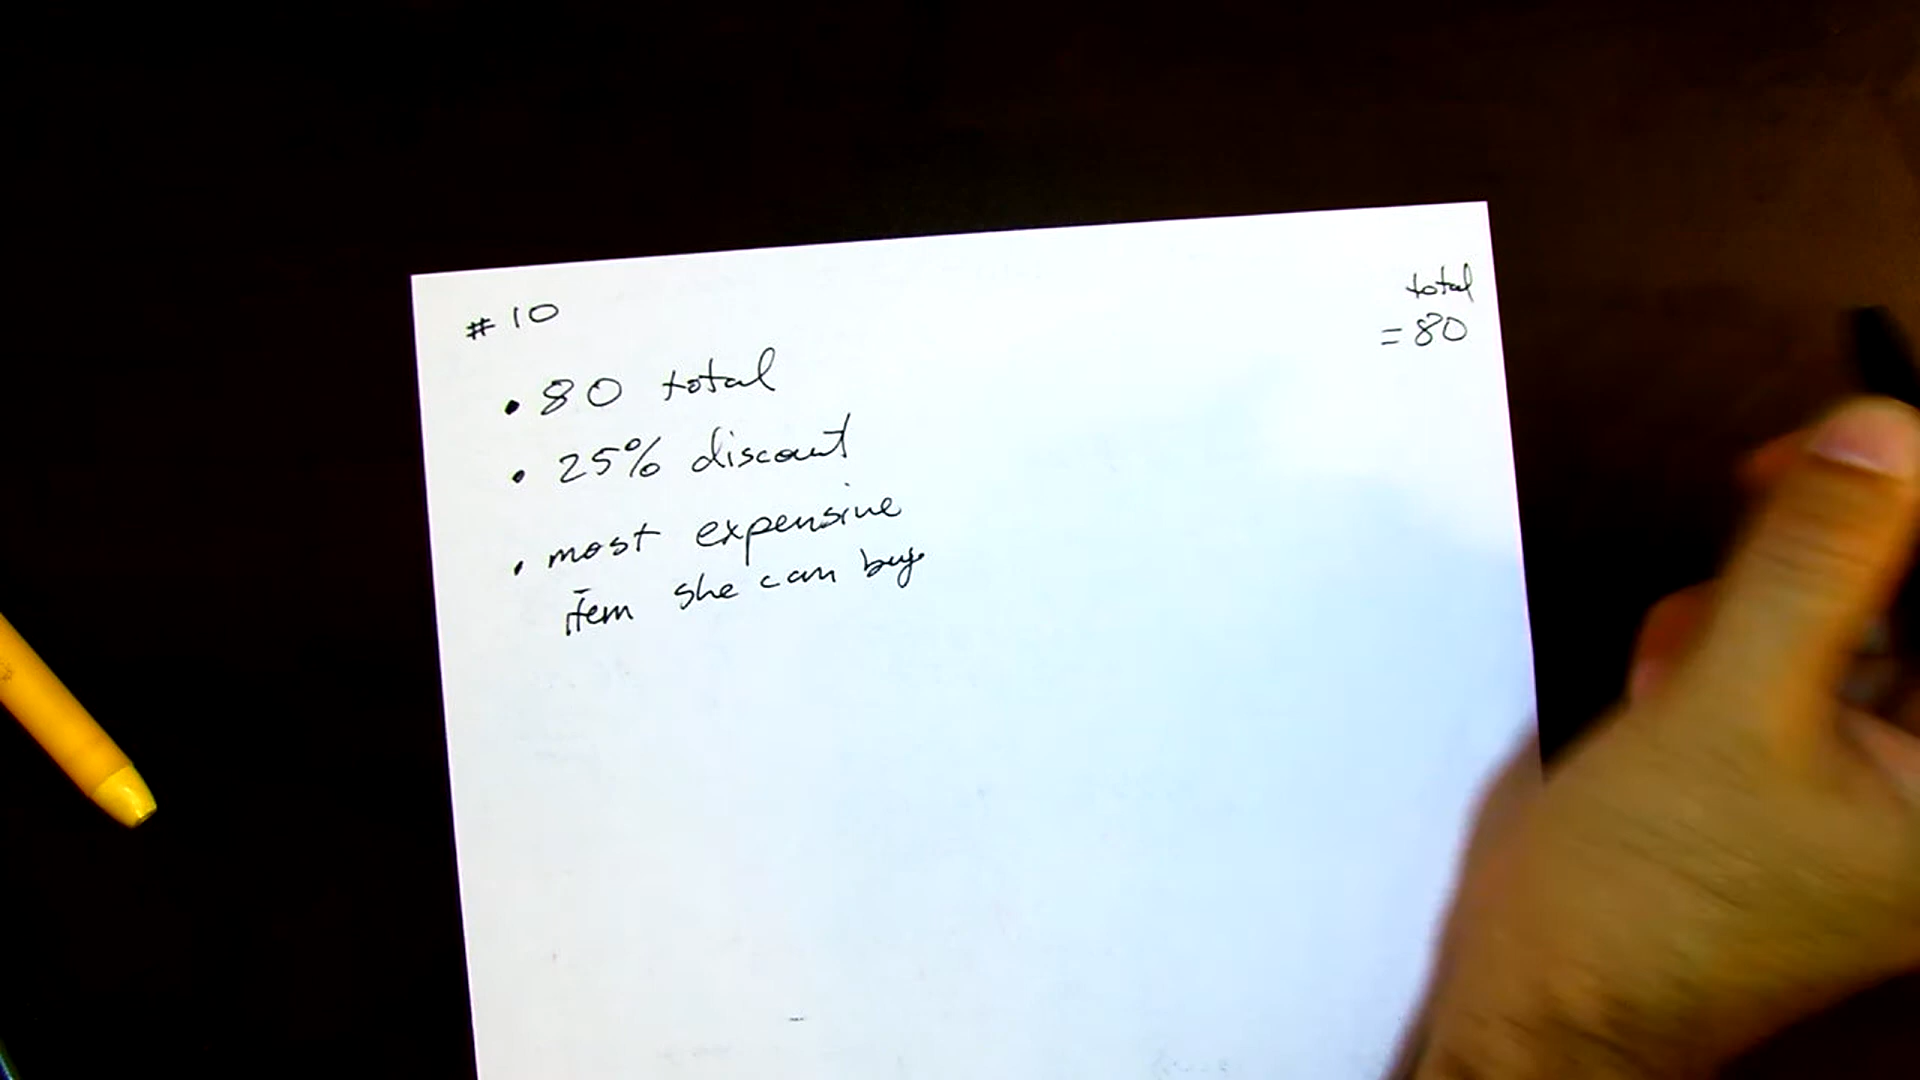 # 10
total
= 80
• 80 total
• 25% discount
• most expensive
item she can buy